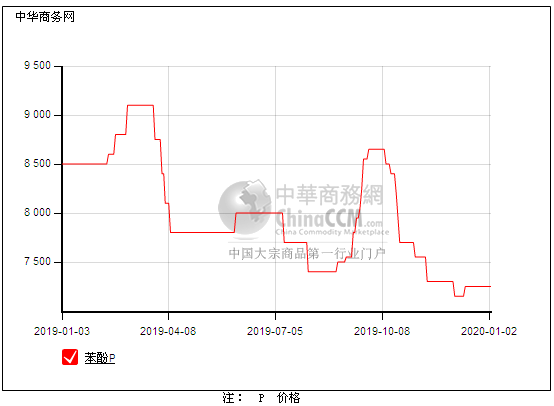 中华商务网
9 500
9 000
8 500
8 000
7 500
中華商務網
ChinaCCM.com
China Commodity Marketplace
中国大宗商品第一行业门户
2019-01-03 2019-04-08 2019-07-05 2019-10-08 2020-01-02
苯酚P
注： P 价格